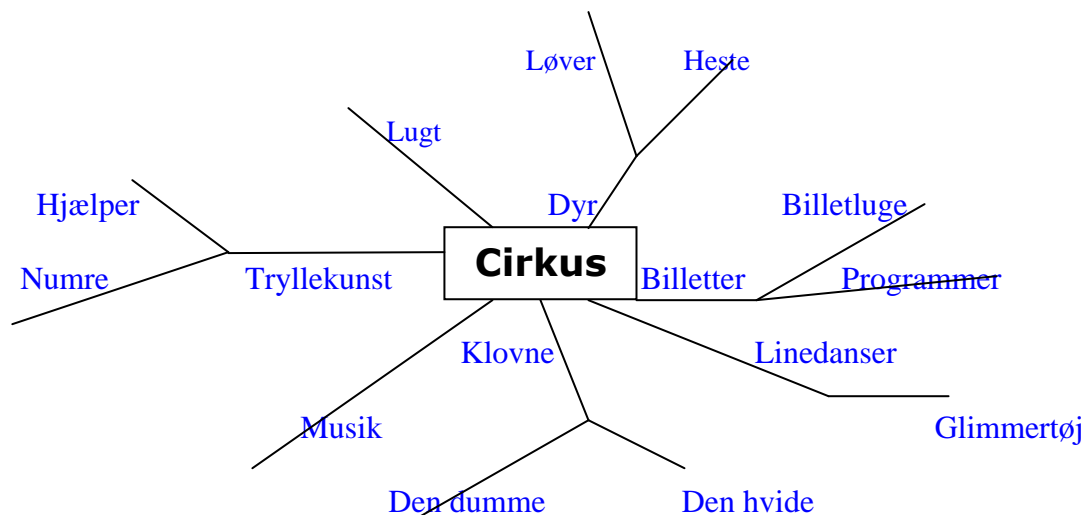 Løver Heste
Lugt
Hjælper Dyr Billetluge
Cirkus
Numre Tryllekunst Billetter Programmer
Klovne Linedanser
Musik Glimmertøj
Den dumme Den hvide